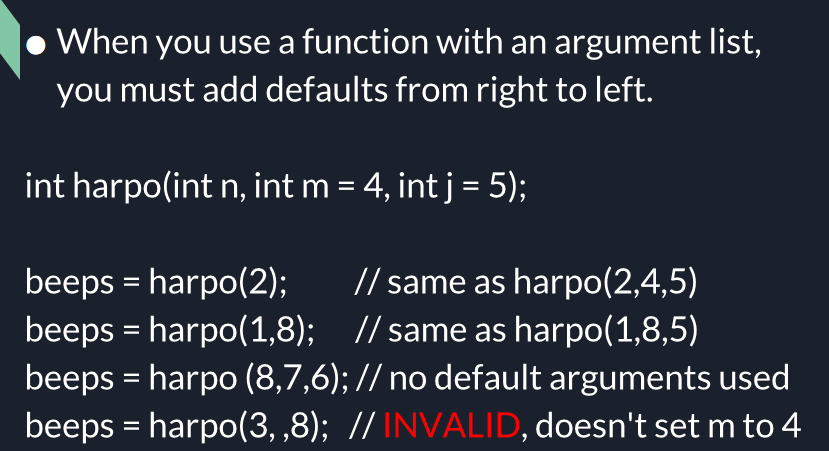 ● When you use a function with an argument list,
you must add defaults from right to left.
int harpo(int n, int m = 4, int j = 5);
beeps = harpo(2); // same as harpo(2,4,5)
beeps = harpo(1,8); // same as harpo(1,8,5)
beeps = harpo (8,7,6); // no default arguments used
beeps = harpo(3, ,8); // INVALID, doesn't set m to 4